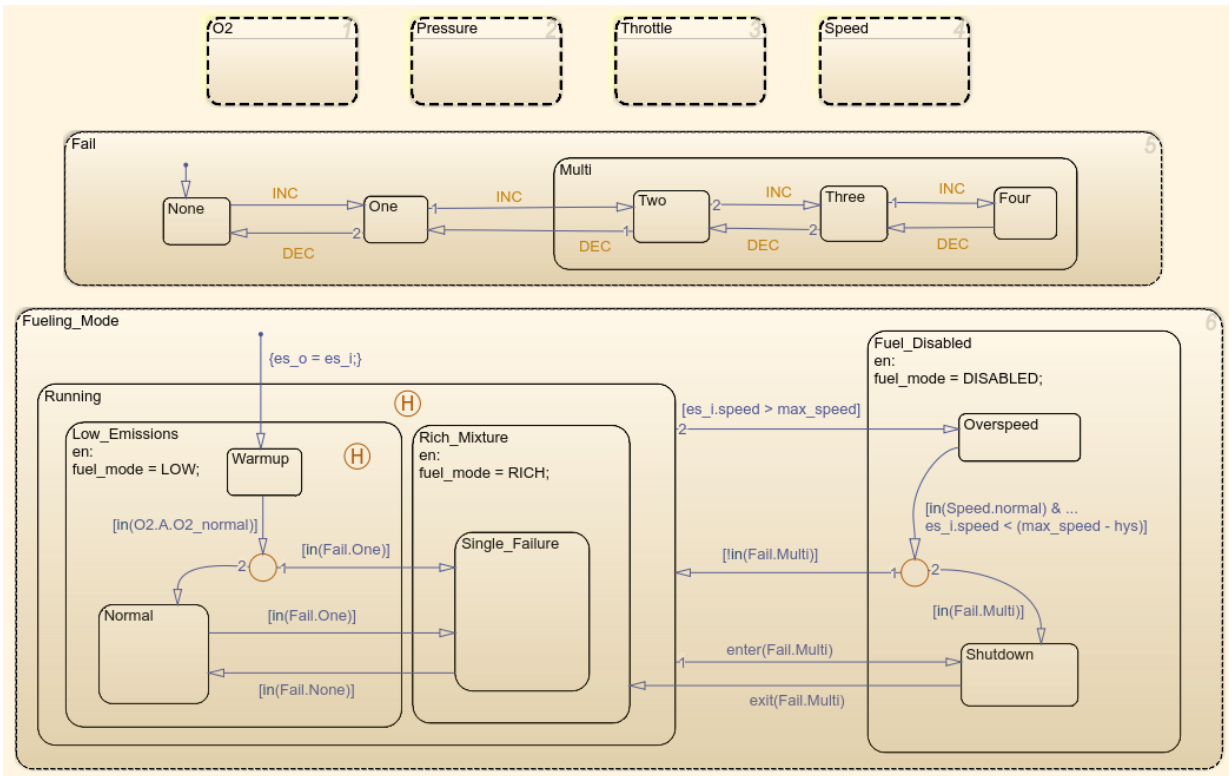 O2
1
Pressure
2
Throttle
3
Speed
4
Fail
5
None
INC
DEC
One
1
2
INC
DEC
Multi
Two
1
2
INC
DEC
Three
1
2
INC
DEC
Four
Fueling_Mode
6
{es_o = es_i;}
Running
H
Low_Emissions
en:
fuel_mode = LOW;
H
Warmup
[in(O2.A.O2_normal)]
2
1
[in(Fail.One)]
Normal
[in(Fail.One)]
[in(Fail.None)]
Rich_Mixture
en:
fuel_mode = RICH;
Single_Failure
[es_i.speed > max_speed]
2
[!in(Fail.Multi)]
1
enter(Fail.Multi)
1
exit(Fail.Multi)
Fuel_Disabled
en:
fuel_mode = DISABLED;
Overspeed
[in(Speed.normal) & ...
es_i.speed < (max_speed - hys)]
2
[in(Fail.Multi)]
Shutdown